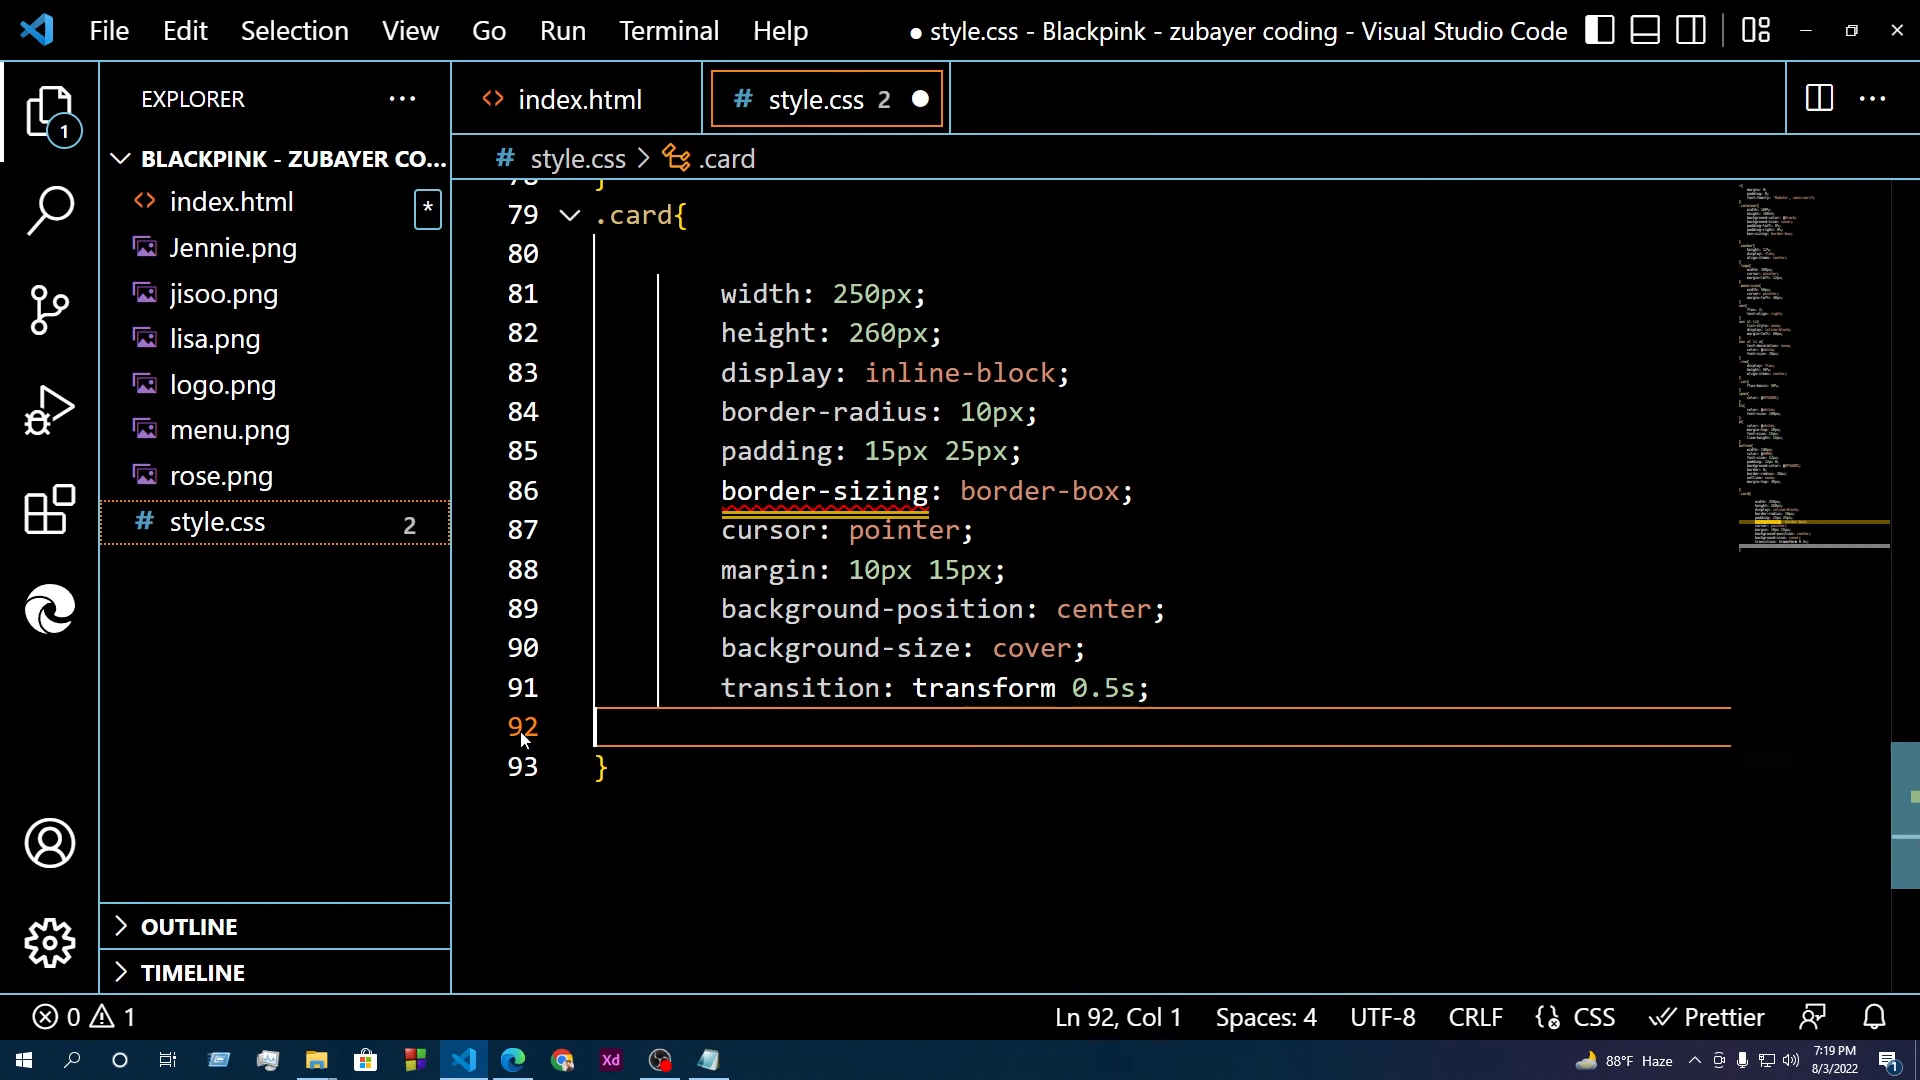 File Edit Selection View Go Run Terminal Help ● style.css - Blackpink - zubayer coding - Visual Studio Code
EXPLORER ...
index.html
# style.css 2 ●
...
BLACKPINK - ZUBAYER CO...
# style.css > .card
index.html *
Jennie.png
jisoo.png
lisa.png
logo.png
menu.png
rose.png
# style.css 2
1
79 .card{
80
81 width: 250px;
82 height: 260px;
83 display: inline-block;
84 border-radius: 10px;
85 padding: 15px 25px;
86 border-sizing: border-box;
87 cursor: pointer;
88 margin: 10px 15px;
89 background-position: center;
90 background-size: cover;
91 transition: transform 0.5s;
92
93 }
OUTLINE
TIMELINE
0 1
Ln 92, Col 1 Spaces: 4 UTF-8 CRLF CSS Prettier
Xd
88°F Haze
7:19 PM
8/3/2022
1